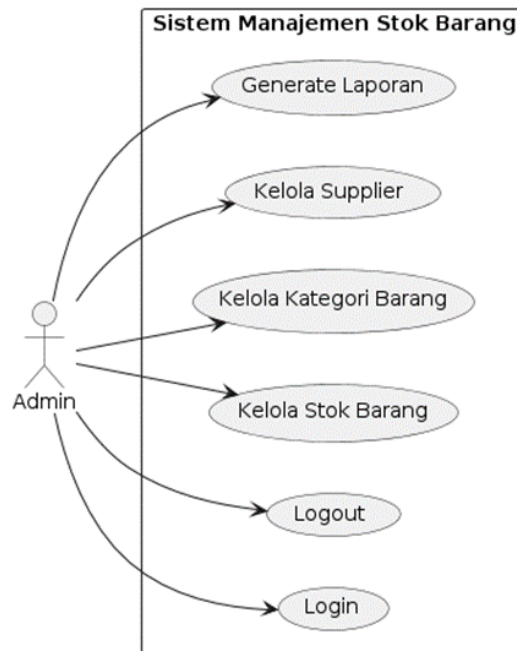 Sistem Manajemen Stok Barang
Generate Laporan
Kelola Supplier
Kelola Kategori Barang
Admin
Kelola Stok Barang
Logout
Login